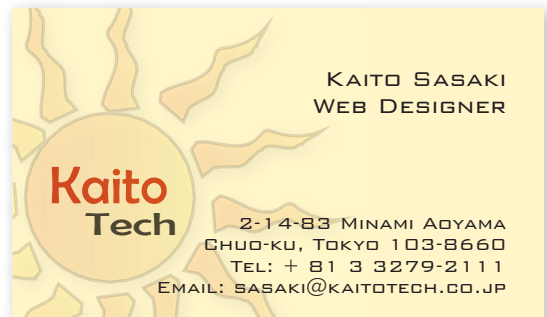 Kaito Sasaki
Web Designer
Kaito
Tech
2-14-83 Minami Aoyama
Chuo-ku, Tokyo 103-8660
Tel: + 81 3 3279-2111
Email: sasaki@kaitotech.co.jp